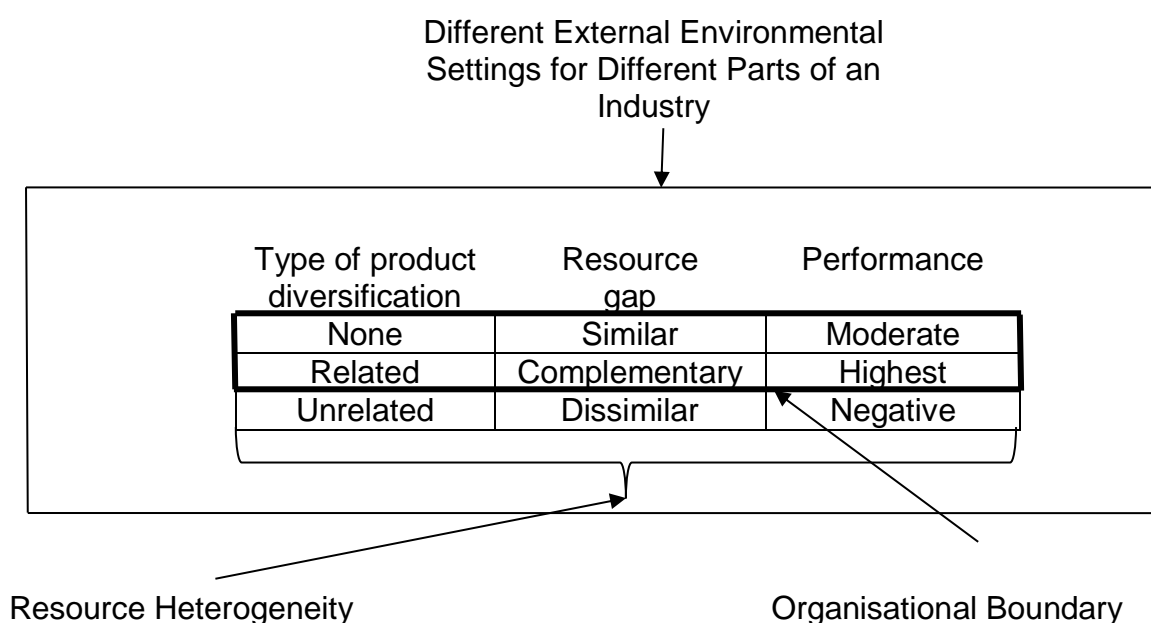 Different External Environmental
Settings for Different Parts of an
Industry
Type of product
diversification
Resource
gap
Performance
None Similar Moderate
Related Complementary Highest
Unrelated Dissimilar Negative
Resource Heterogeneity
Organisational Boundary